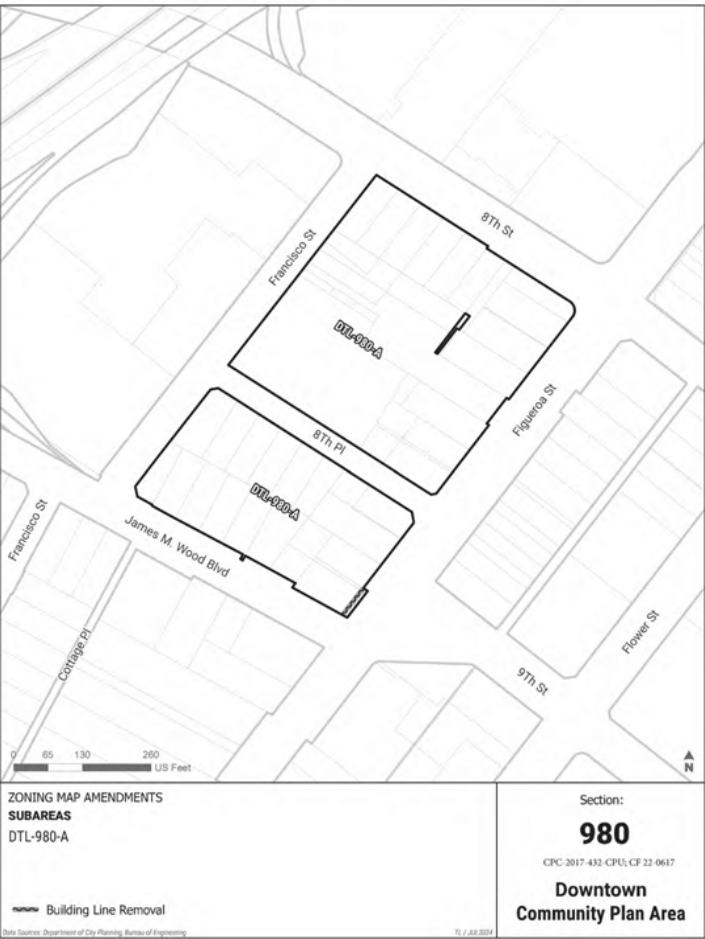 8Th St
Francisco St
DTL-980-A
Figueroa St
8Th Pl
DTL-980-A
Francisco St
James M. Wood Blvd
Flower St
Cottage Pl
9Th St
0 65 130 260
US Feet
N
ZONING MAP AMENDMENTS
SUBAREAS
DTL-980-A
Building Line Removal
Data Sources: Department of City Planning, Bureau of Engineering
TL / JUL2024
Section:
980
CPC-2017-432-CPU; CF 22-0617
Downtown
Community Plan Area